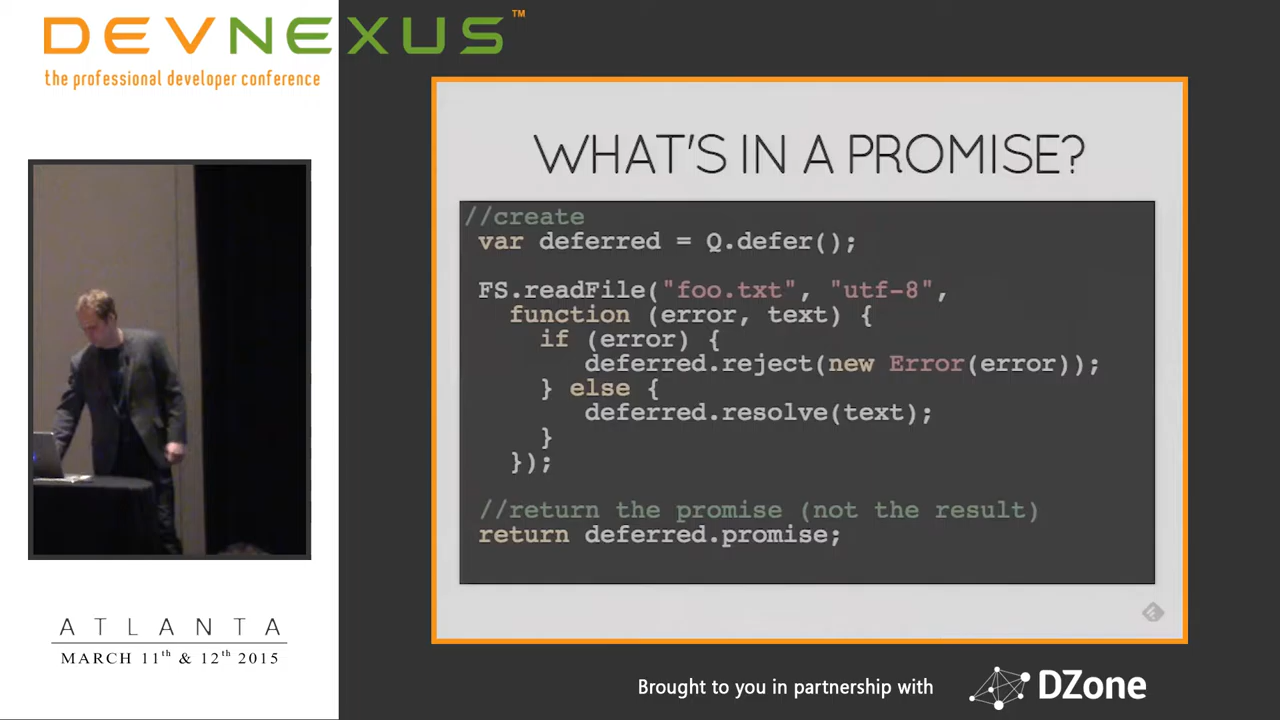 DEVNEXUS™
the professional developer conference
WHAT'S IN A PROMISE?
//create
var deferred = Q.defer();
FS.readFile("foo.txt", "utf-8",
function (error, text) {
if (error) {
deferred.reject(new Error(error));
} else {
deferred.resolve(text);
}
});
//return the promise (not the result)
return deferred.promise;
ATLANTA
MARCH 11th & 12th 2015
Brought to you in partnership with
DZone